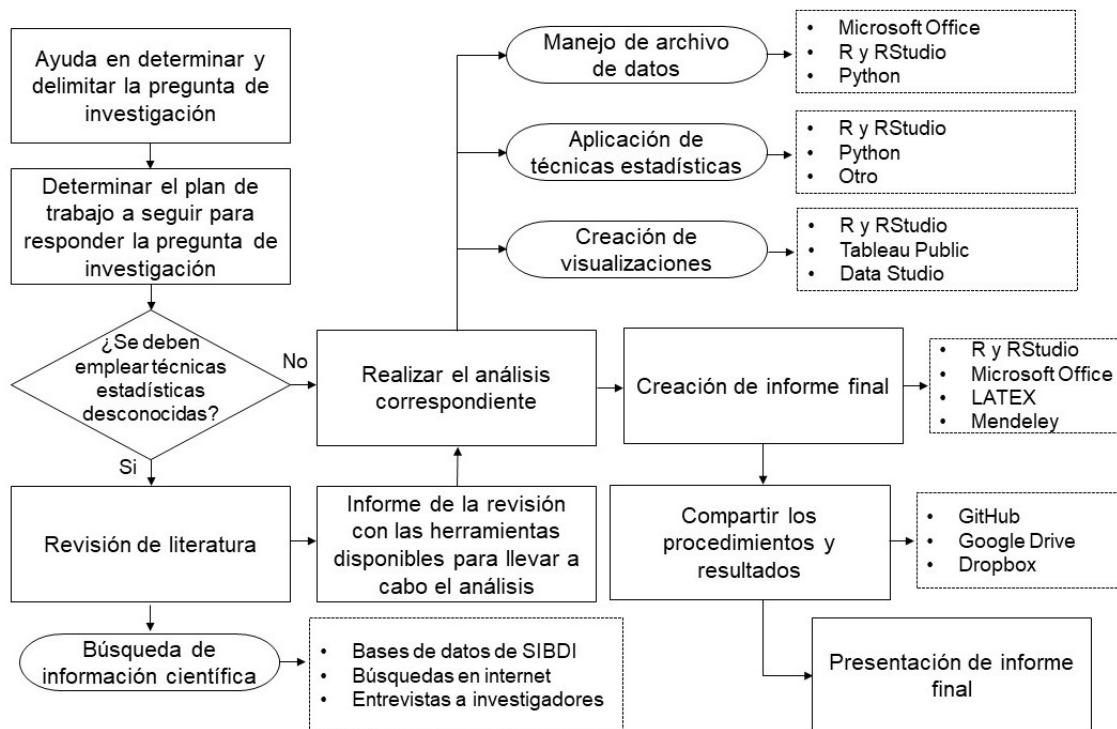 Ayuda en determinar y
delimitar la pregunta de
investigación
Determinar el plan de
trabajo a seguir para
responder la pregunta de
investigación
¿Se deben
emplear técnicas
estadísticas
desconocidas?
No
Si
Revisión de literatura
Búsqueda de
información científica
• Bases de datos de SIBDI
• Búsquedas en internet
• Entrevistas a investigadores
Informe de la revisión
con las herramientas
disponibles para llevar a
cabo el análisis
Realizar el análisis
correspondiente
Manejo de archivo
de datos
• Microsoft Office
• R y RStudio
• Python
Aplicación de
técnicas estadísticas
• R y RStudio
• Python
• Otro
Creación de
visualizaciones
• R y RStudio
• Tableau Public
• Data Studio
Creación de informe final
• R y RStudio
• Microsoft Office
• LATEX
• Mendeley
Compartir los
procedimientos y
resultados
• GitHub
• Google Drive
• Dropbox
Presentación de informe
final